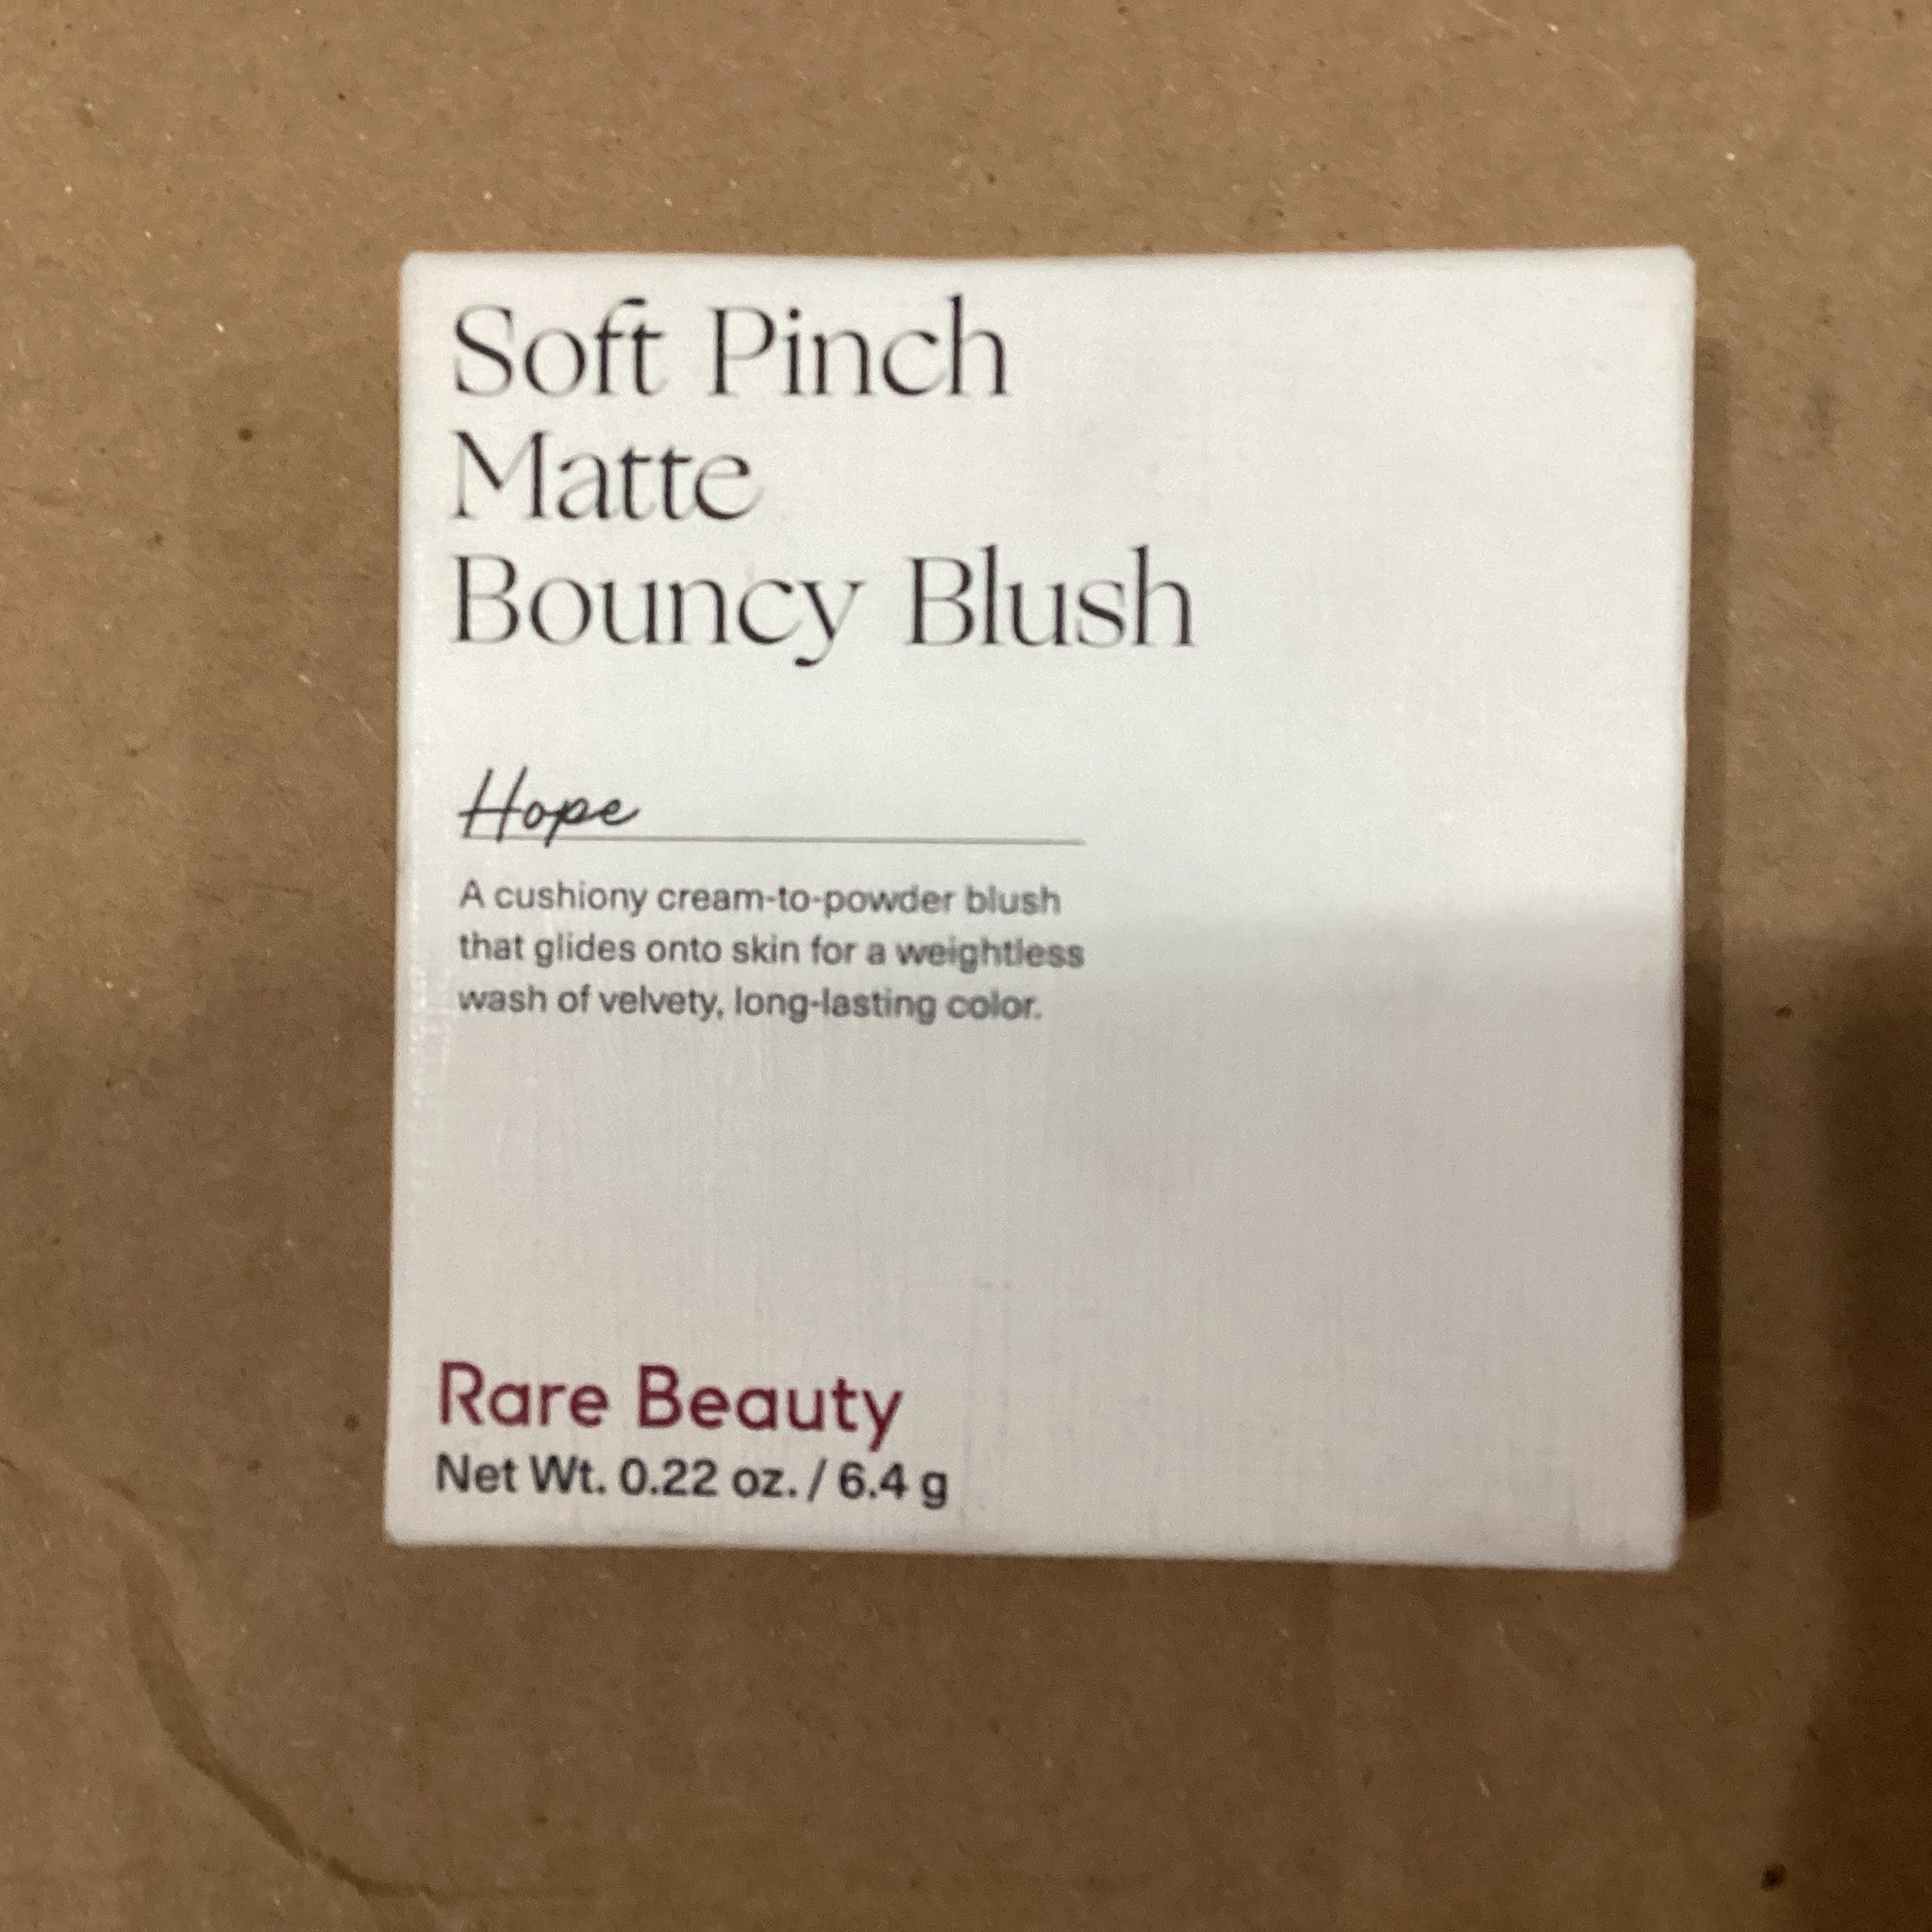 Soft Pinch
Matte
Bouncy Blush
Hope
A cushiony cream-to-powder blush
that glides onto skin for a weightless
wash of velvety, long-lasting color.
Rare Beauty
Net Wt. 0.22 oz. / 6.4 g